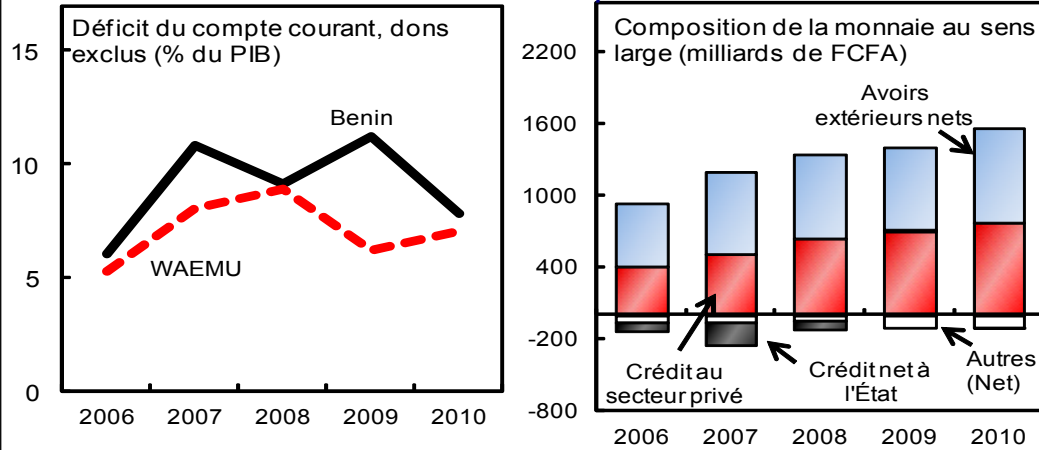 Déficit du compte courant, dons
exclus (% du PIB)
15
10
5
0
Benin
WAEMU
2006 2007 2008 2009 2010
Composition de la monnaie au sens
large (milliards de FCFA)
2200
1600
1000
400
-200
-800
Avoirs
extérieurs nets
Crédit au
secteur privé
Crédit net à
l'État
Autres
(Net)
2006 2007 2008 2009 2010